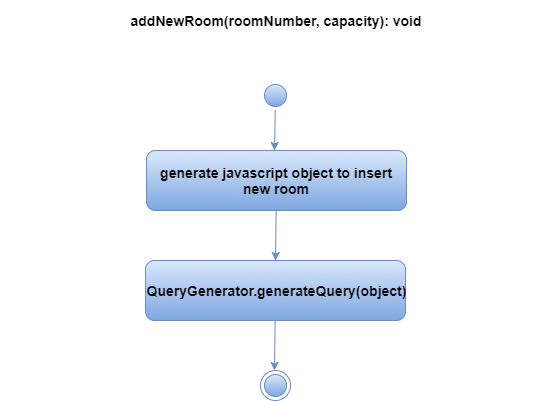 addNewRoom(roomNumber, capacity): void
generate javascript object to insert
new room
QueryGenerator.generateQuery(object)